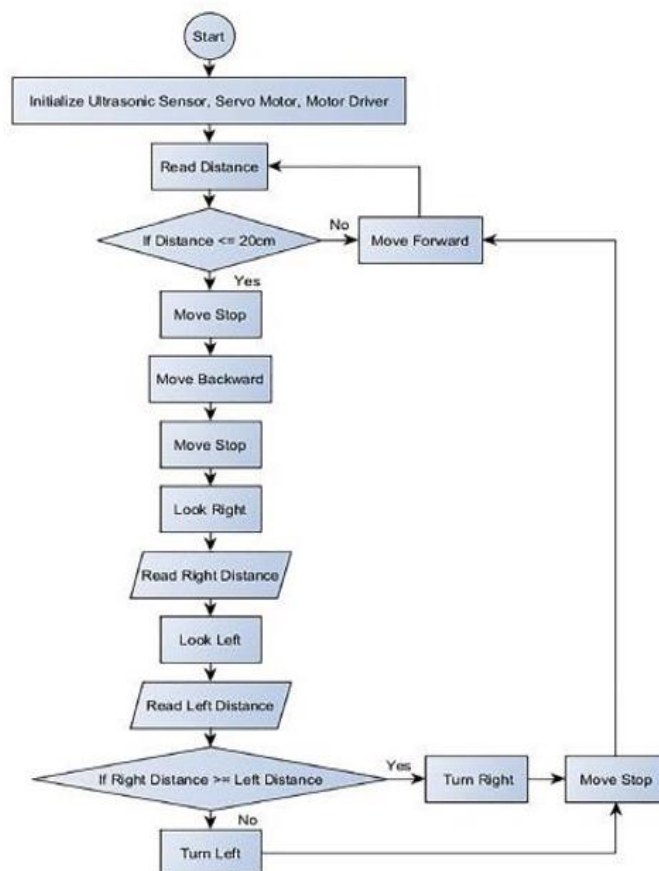 Start
Initialize Ultrasonic Sensor, Servo Motor, Motor Driver
Read Distance
If Distance <= 20cm
No
Move Forward
Yes
Move Stop
Move Backward
Move Stop
Look Right
Read Right Distance
Look Left
Read Left Distance
If Right Distance >= Left Distance
Yes
Turn Right
Move Stop
No
Turn Left